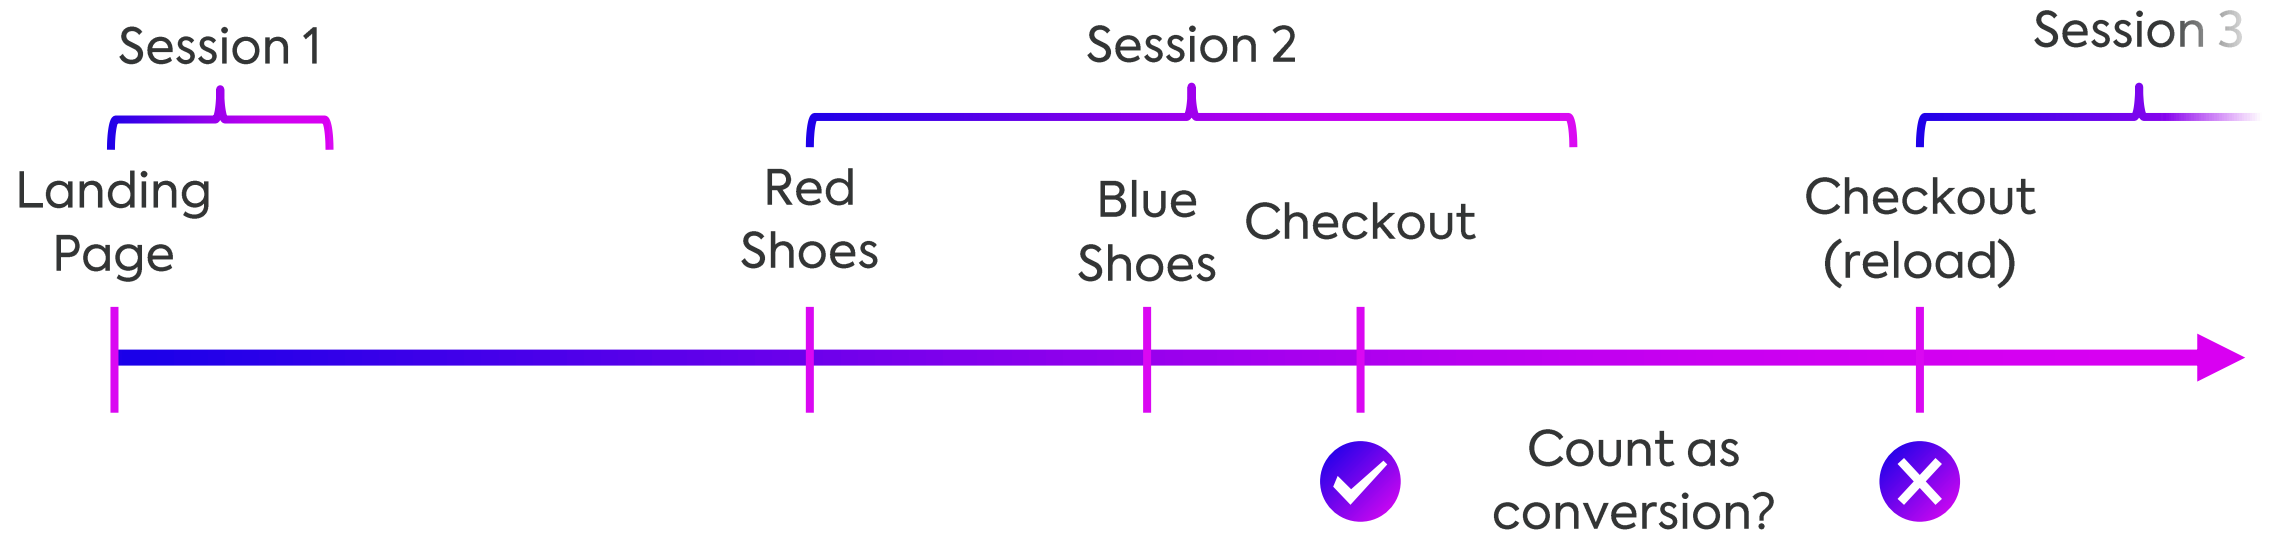 Session 1
Session 2
Session 3
Landing
Page
Red
Shoes
Blue
Shoes
Checkout
Checkout
(reload)
Count as
conversion?